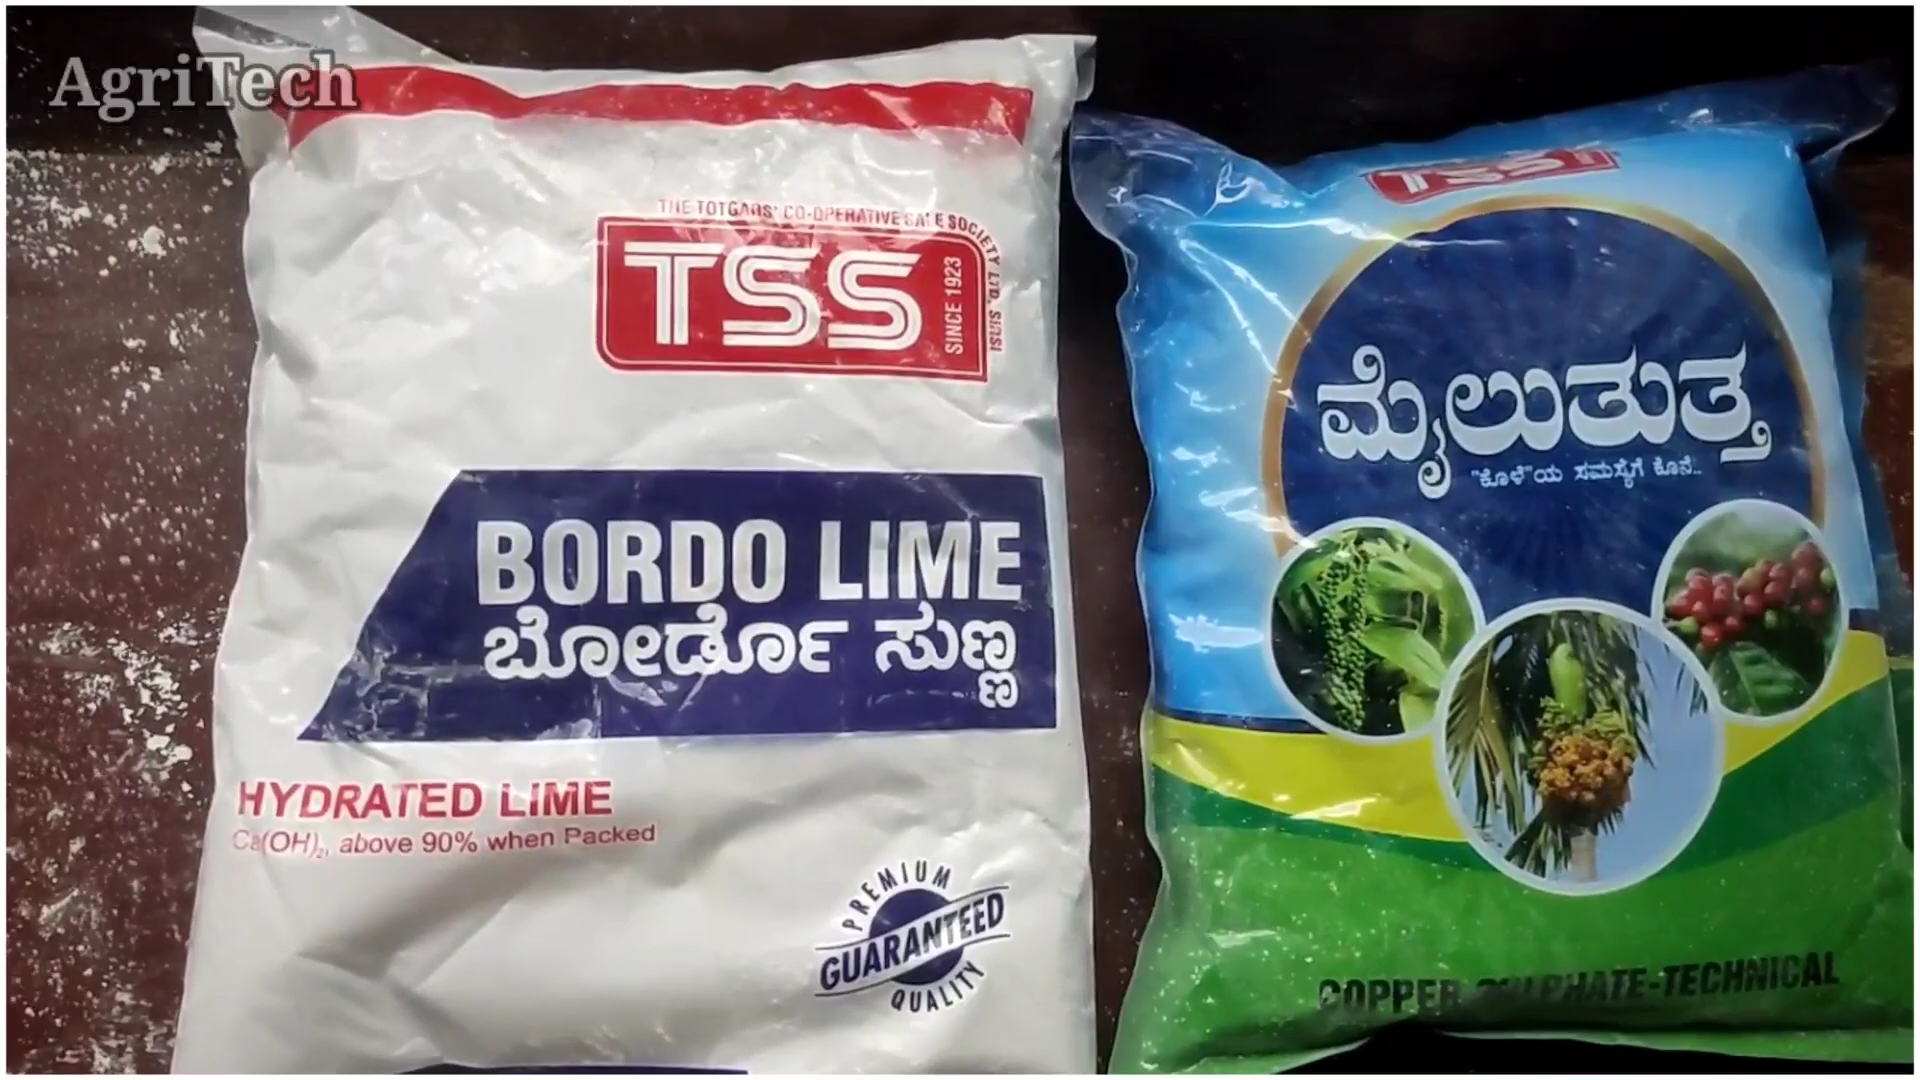 AgriTech
THE TOTGARS' CO-OPERATIVE SALE SOCIETY LTD. SIRSI
TSS
SINCE 1923
BORDO LIME
ಬೋರ್ಡೋ ಸುಣ್ಣ
HYDRATED LIME
Ca(OH)₂, above 90% when Packed
PREMIUM
GUARANTEED
QUALITY
TSS
ಮೈಲುತುತ್ತ
"ಕೊಳೆ"ಯ ಸಮಸ್ಯೆಗೆ ಕೊನೆ..
COPPER SULPHATE-TECHNICAL